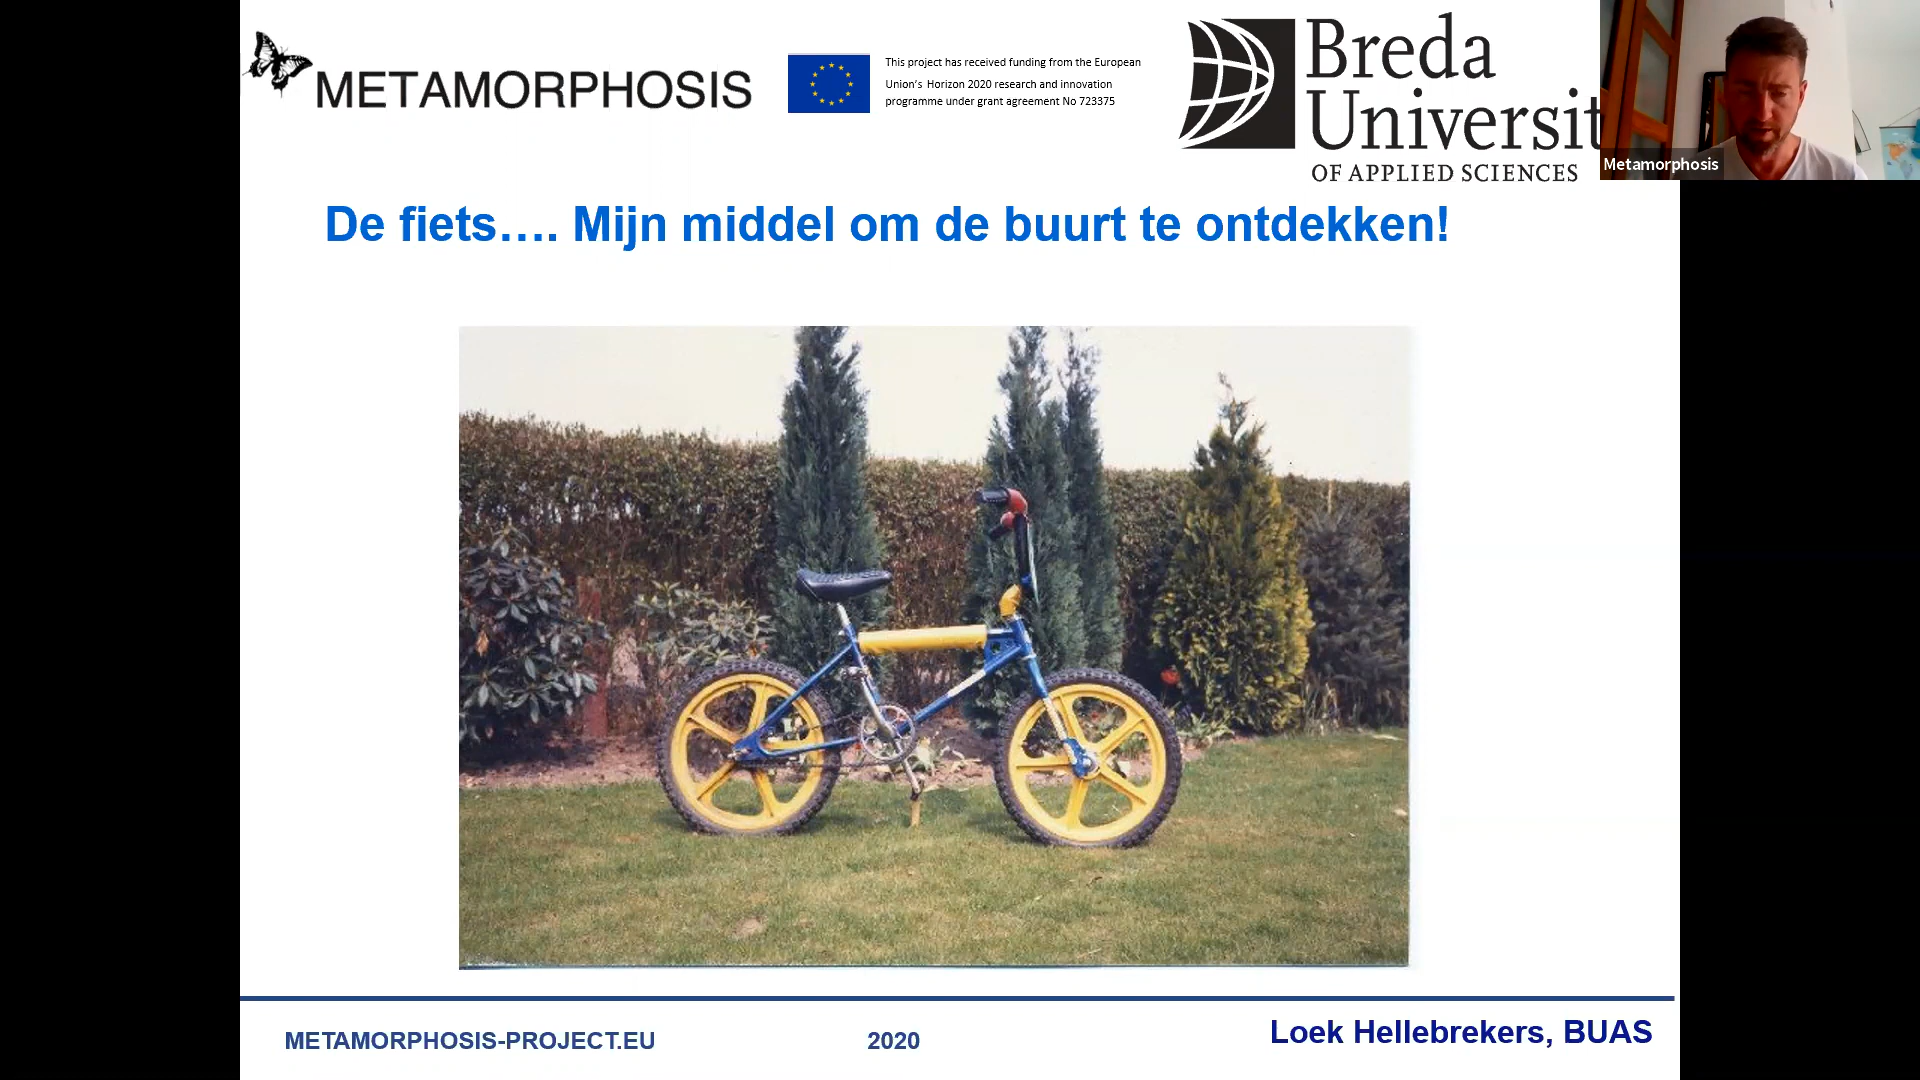 METAMORPHOSIS
This project has received funding from the European
Union's Horizon 2020 research and innovation
programme under grant agreement No 723375
Breda
Universit
OF APPLIED SCIENCES
Metamorphosis
De fiets…. Mijn middel om de buurt te ontdekken!
METAMORPHOSIS-PROJECT.EU
2020
Loek Hellebrekers, BUAS